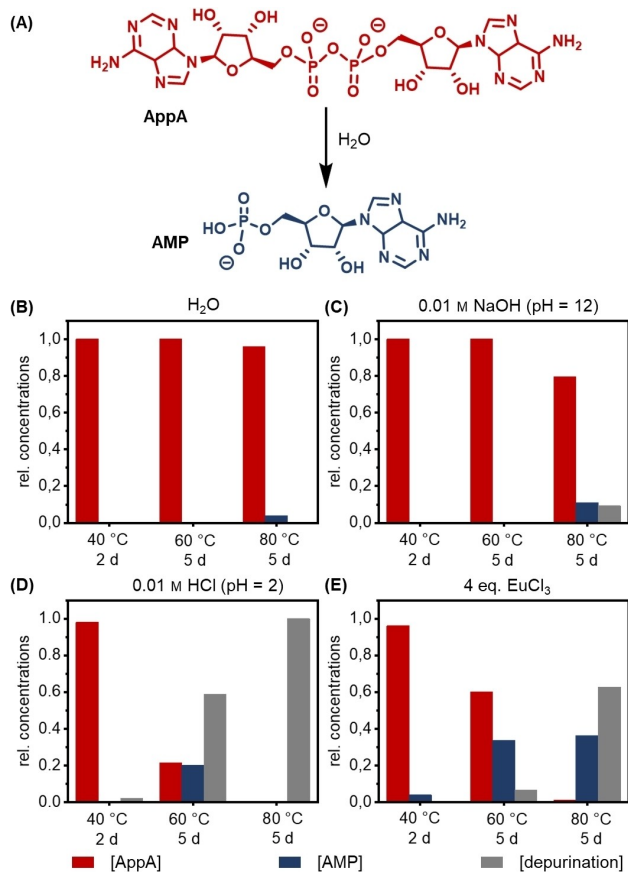 (A)
HO OH
N N O O O⊖ O⊖ O O N N NH₂
NH₂ N N O P O P O HO OH N N
O O
AppA
H₂O
AMP
HO P O O⊖ O O N N NH₂
HO OH N N
(B) H₂O
rel. concentrations
1,0
0,8
0,6
0,4
0,2
0,0
40 °C 60 °C 80 °C
2 d 5 d 5 d
(C) 0.01 M NaOH (pH = 12)
rel. concentrations
1,0
0,8
0,6
0,4
0,2
0,0
40 °C 60 °C 80 °C
2 d 5 d 5 d
(D) 0.01 M HCl (pH = 2)
rel. concentrations
1,0
0,8
0,6
0,4
0,2
0.0
40 °C 60 °C 80 °C
2 d 5 d 5 d
(E) 4 eq. EuCl₃
rel. concentrations
1,0
0,8
0.6
0.4
0,2
0.0
40 °C 60 °C 80 °C
2 d 5 d 5 d
[AppA] [AMP] [depurination]